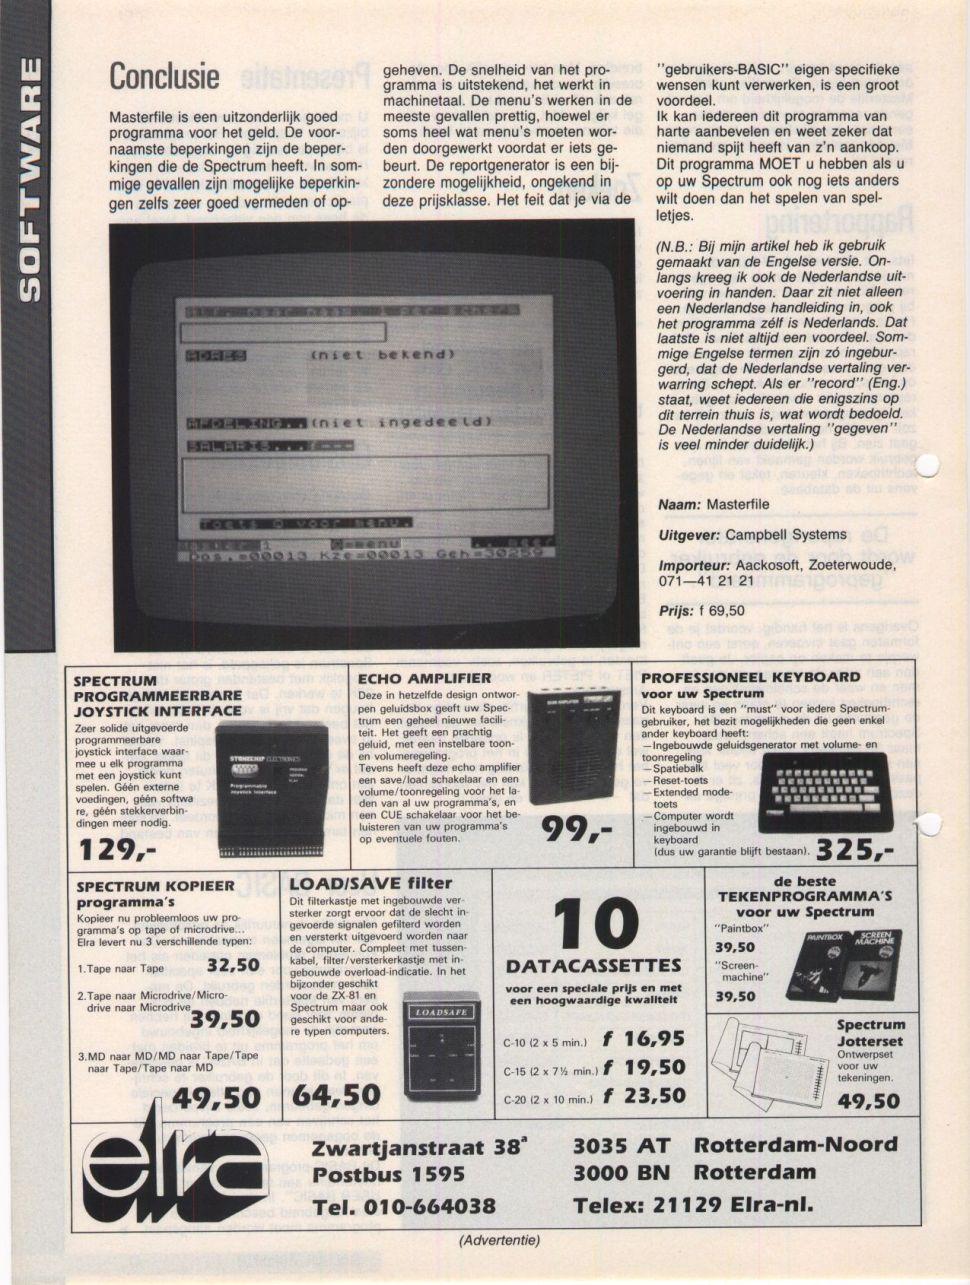 SOFTWARE
Conclusie
Masterfile is een uitzonderlijk goed
programma voor het geld. De voor-
naamste beperkingen zijn de beper-
kingen die de Spectrum heeft. In som-
mige gevallen zijn mogelijke beperkin-
gen zelfs zeer goed vermeden of op-
geheven. De snelheid van het pro-
gramma is uitstekend, het werkt in
machinetaal. De menu's werken in de
meeste gevallen prettig, hoewel er
soms heel wat menu's moeten wor-
den doorgewerkt voordat er iets ge-
beurt. De reportgenerator is een bij-
zondere mogelijkheid, ongekend in
deze prijsklasse. Het feit dat je via de
"gebruikers-BASIC" eigen specifieke
wensen kunt verwerken, is een groot
voordeel.
Ik kan iedereen dit programma van
harte aanbevelen en weet zeker dat
niemand spijt heeft van z'n aankoop.
Dit programma MOET u hebben als u
op uw Spectrum ook nog iets anders
wilt doen dan het spelen van spel-
letjes.
(N.B.: Bij mijn artikel heb ik gebruik
gemaakt van de Engelse versie. On-
langs kreeg ik ook de Nederlandse uit-
voering in handen. Daar zit niet alleen
een Nederlandse handleiding in, ook
het programma zélf is Nederlands. Dat
laatste is niet altijd een voordeel. Som-
mige Engelse termen zijn zó ingebur-
gerd, dat de Nederlandse vertaling ver-
warring schept. Als er "record" (Eng.)
staat, weet iedereen die enigszins op
dit terrein thuis is, wat wordt bedoeld.
De Nederlandse vertaling "gegeven"
is veel minder duidelijk.)
Naam: Masterfile
Uitgever: Campbell Systems
Importeur: Aackosoft, Zoeterwoude,
071—41 21 21
Prijs: f 69,50
Alf. naar naam, 1 per scherm
ADRES (niet bekend)
AFDELING..(niet ingedeeld)
SALARIS...£---
Toets Q voor menu.
Q=menu .. meer
Dos.=00013 Kze=00013 Geh=30259
SPECTRUM
PROGRAMMEERBARE
JOYSTICK INTERFACE
Zeer solide uitgevoerde
programmeerbare
joystick interface waar-
mee u elk programma
met een joystick kunt
spelen. Géén externe
voedingen, géén softwa
re, géén stekkerverbin-
dingen meer nodig.
129,-
STONECHIP ELECTRONICS
Programmable
Joystick Interface
ECHO AMPLIFIER
Deze in hetzelfde design ontwor-
pen geluidsbox geeft uw Spec-
trum een geheel nieuwe facili-
teit. Het geeft een prachtig
geluid, met een instelbare toon-
en volumeregeling.
Tevens heeft deze echo amplifier
een save/load schakelaar en een
volume/toonregeling voor het la-
den van al uw programma's, en
een CUE schakelaar voor het be-
luisteren van uw programma's
op eventuele fouten.
99,-
PROFESSIONEEL KEYBOARD
voor uw Spectrum
Dit keyboard is een "must" voor iedere Spectrum-
gebruiker, het bezit mogelijkheden die geen enkel
ander keyboard heeft:
—Ingebouwde geluidsgenerator met volume- en
toonregeling
—Spatiebalk
—Reset-toets
—Extended mode-
toets
—Computer wordt
ingebouwd in
keyboard
(dus uw garantie blijft bestaan).
325,-
SPECTRUM KOPIEER
programma's
Kopieer nu probleemloos uw pro-
gramma's op tape of microdrive...
Elra levert nu 3 verschillende typen:
1.Tape naar Tape 32,50
2.Tape naar Microdrive/Micro-
drive naar Microdrive 39,50
3.MD naar MD/MD naar Tape/Tape
naar Tape/Tape naar MD
49,50
LOAD/SAVE filter
Dit filterkastje met ingebouwde ver-
sterker zorgt ervoor dat de slecht in-
gevoerde signalen gefilterd worden
en versterkt uitgevoerd worden naar
de computer. Compleet met tussen-
kabel, filter/versterkerkastje met in-
gebouwde overload-indicatie. In het
bijzonder geschikt
voor de ZX-81 en
Spectrum maar ook
geschikt voor ande-
re typen computers.
64,50
LOADSAFE
10
DATACASSETTES
voor een speciale prijs en met
een hoogwaardige kwaliteit
C-10 (2 x 5 min.) f 16,95
C-15 (2 x 7½ min.) f 19,50
C-20 (2 x 10 min.) f 23,50
de beste
TEKENPROGRAMMA'S
voor uw Spectrum
"Paintbox"
39,50
"Screen-
machine"
39,50
PAINTBOX
SCREEN
MACHINE
Spectrum
Jotterset
Ontwerpset
voor uw
tekeningen.
49,50
elra
Zwartjanstraat 38a 3035 AT Rotterdam-Noord
Postbus 1595 3000 BN Rotterdam
Tel. 010-664038 Telex: 21129 Elra-nl.
(Advertentie)